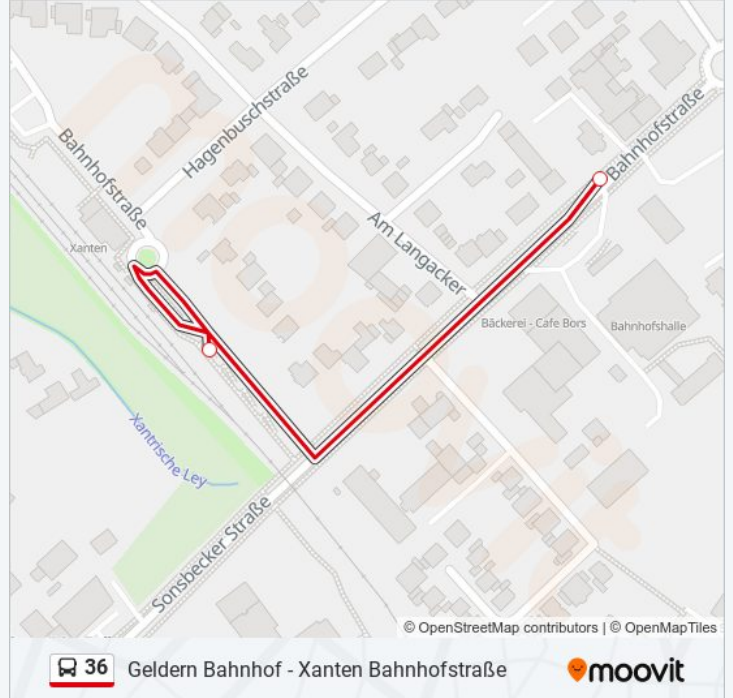 Hagenbuschstraße
Bahnhofstraße
Bahnhofstraße
Am Langacker
Xanten
Bäckerei - Cafe Bors
Bahnhofshalle
Xantrische Ley
Sonsbecker Straße
moovit
© OpenStreetMap contributors | © OpenMapTiles
36 Geldern Bahnhof - Xanten Bahnhofstraße
moovit